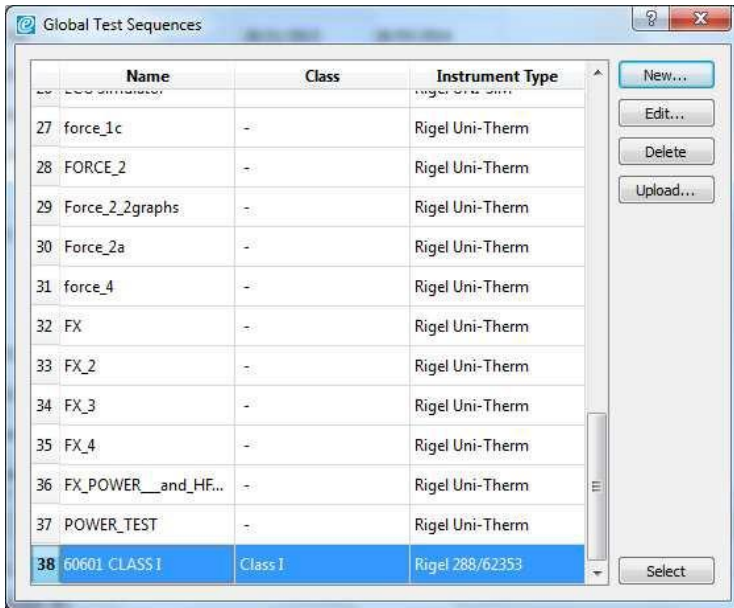 Global Test Sequences
Name Class Instrument Type
27 force_1c - Rigel Uni-Therm
28 FORCE_2 - Rigel Uni-Therm
29 Force_2_2graphs - Rigel Uni-Therm
30 Force_2a - Rigel Uni-Therm
31 force_4 - Rigel Uni-Therm
32 FX - Rigel Uni-Therm
33 FX_2 - Rigel Uni-Therm
34 FX_3 - Rigel Uni-Therm
35 FX_4 - Rigel Uni-Therm
36 FX_POWER__and_HF... - Rigel Uni-Therm
37 POWER_TEST - Rigel Uni-Therm
38 60601 CLASS I Class I Rigel 288/62353
New...
Edit...
Delete
Upload...
Select